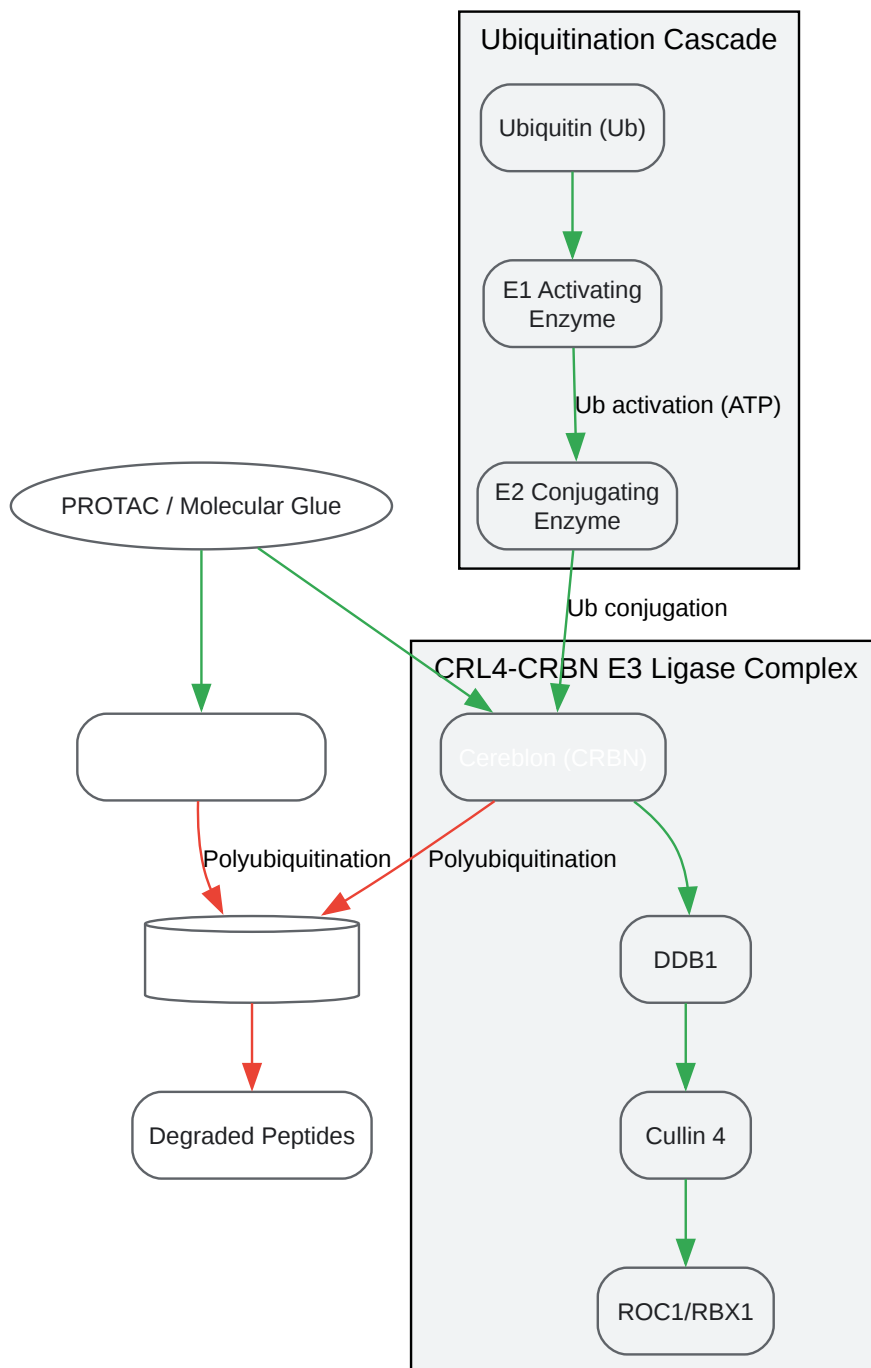 Ubiquitination Cascade
Ubiquitin (Ub)
E1 Activating
Enzyme
Ub activation (ATP)
E2 Conjugating
Enzyme
PROTAC / Molecular Glue
Ub conjugation
CRL4-CRBN E3 Ligase Complex
Cereblon (CRBN)
Polyubiquitination
Polyubiquitination
DDB1
Degraded Peptides
Cullin 4
ROC1/RBX1